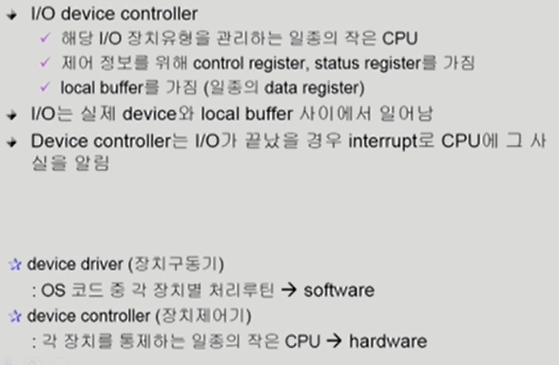 I/O device controller
해당 I/O 장치유형을 관리하는 일종의 작은 CPU
제어 정보를 위해 control register, status register를 가짐
local buffer를 가짐 (일종의 data register)
I/O는 실제 device와 local buffer 사이에서 일어남
Device controller는 I/O가 끝났을 경우 interrupt로 CPU에 그 사
실을 알림
☆ device driver (장치구동기)
: OS 코드 중 각 장치별 처리루틴 → software
☆ device controller (장치제어기)
: 각 장치를 통제하는 일종의 작은 CPU → hardware